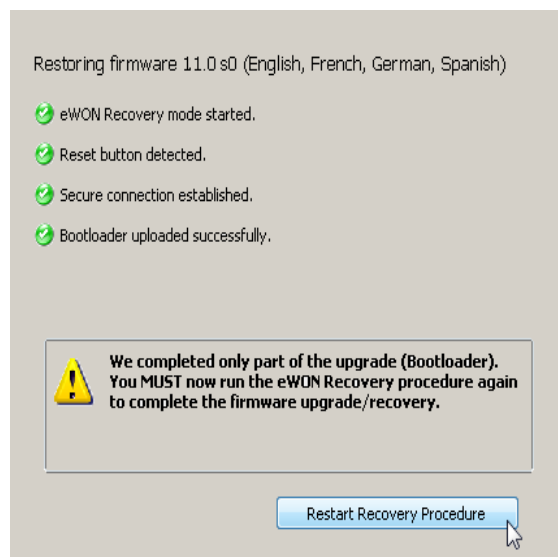 Restoring firmware 11.0 s0 (English, French, German, Spanish)
eWON Recovery mode started.
Reset button detected.
Secure connection established.
Bootloader uploaded successfully.
We completed only part of the upgrade (Bootloader).
You MUST now run the eWON Recovery procedure again
to complete the firmware upgrade/recovery.
Restart Recovery Procedure